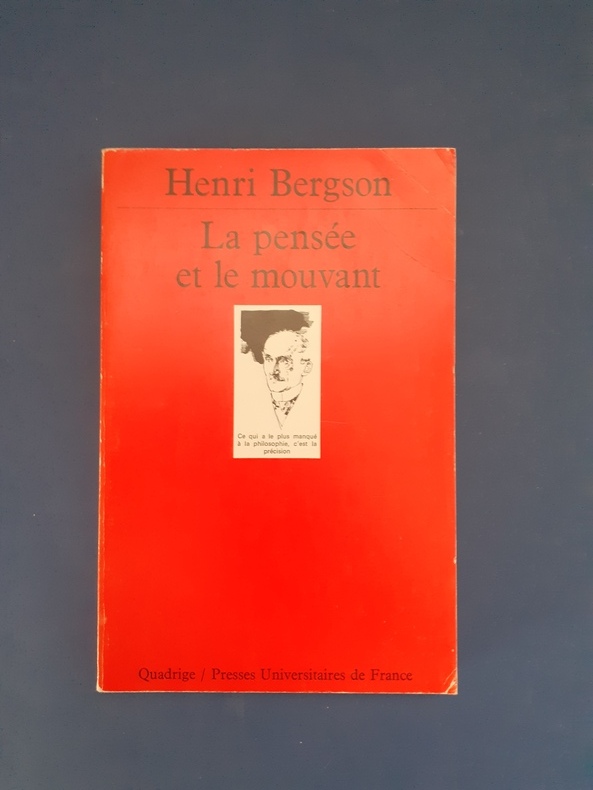 Henri Bergson
La pensée
et le mouvant
Ce qui a le plus manqué
à la philosophie, c'est la
précision
Quadrige / Presses Universitaires de France